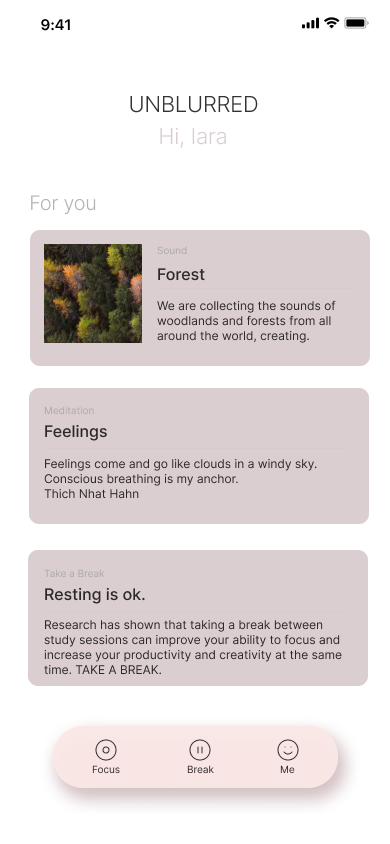 9:41
UNBLURRED
Hi, lara
For you
Sound
Forest
We are collecting the sounds of
woodlands and forests from all
around the world, creating.
Meditation
Feelings
Feelings come and go like clouds in a windy sky.
Conscious breathing is my anchor.
Thich Nhat Hahn
Take a Break
Resting is ok.
Research has shown that taking a break between
study sessions can improve your ability to focus and
increase your productivity and creativity at the same
time. TAKE A BREAK.
Focus
Break
Me